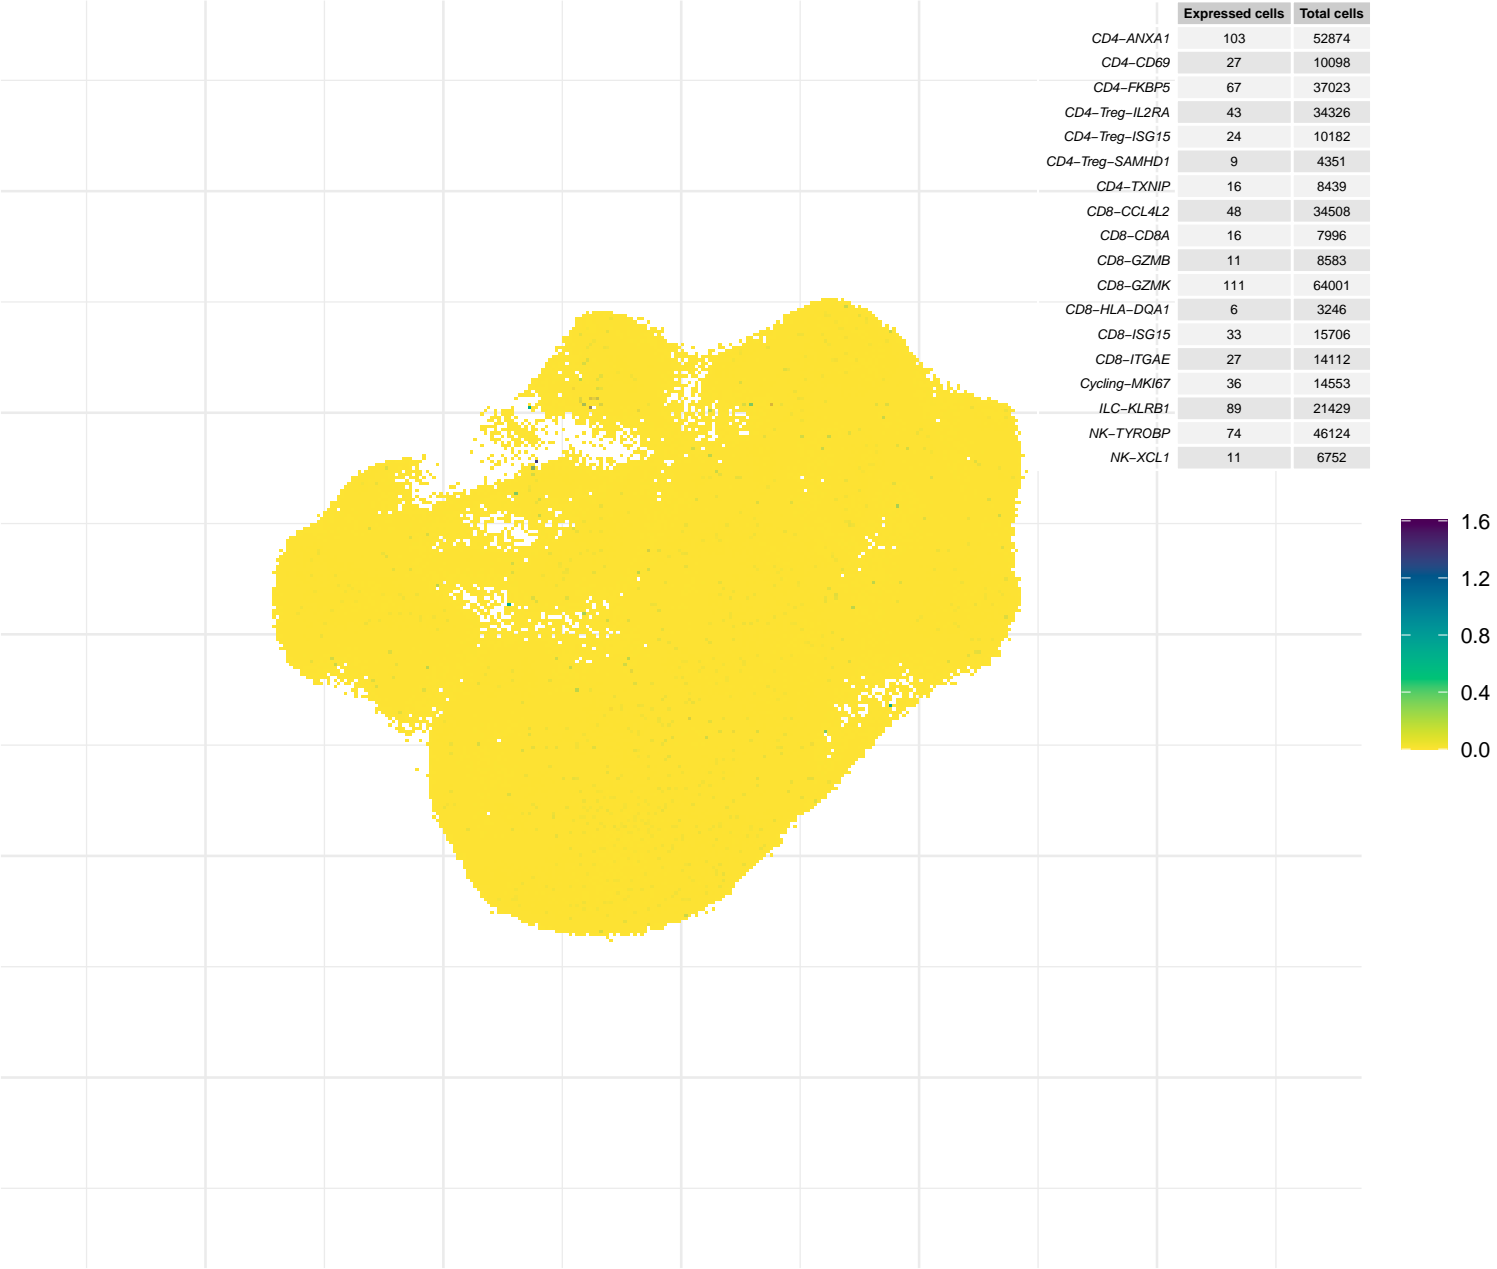 Expressed cells Total cells
CD4−ANXA1 103 52874
CD4−CD69 27 10098
CD4−FKBP5 67 37023
CD4−Treg−IL2RA 43 34326
CD4−Treg−ISG15 24 10182
CD4−Treg−SAMHD1 9 4351
CD4−TXNIP 16 8439
CD8−CCL4L2 48 34508
CD8−CD8A 16 7996
CD8−GZMB 11 8583
CD8−GZMK 111 64001
CD8−HLA−DQA1 6 3246
CD8−ISG15 33 15706
CD8−ITGAE 27 14112
Cycling−MKI67 36 14553
ILC−KLRB1 89 21429
NK−TYROBP 74 46124
NK−XCL1 11 6752
1.6
1.2
0.8
0.4
0.0